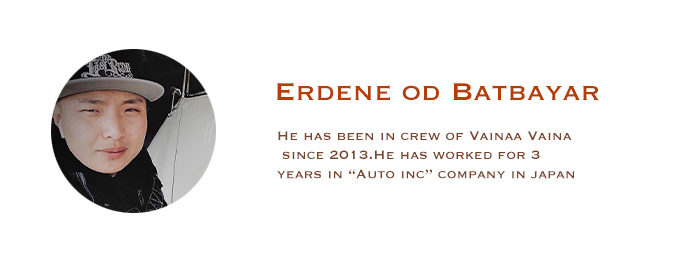 Erdene od Batbayar
He has been in crew of Vainaa Vaina
since 2013.He has worked for 3
years in “Auto inc” company in japan